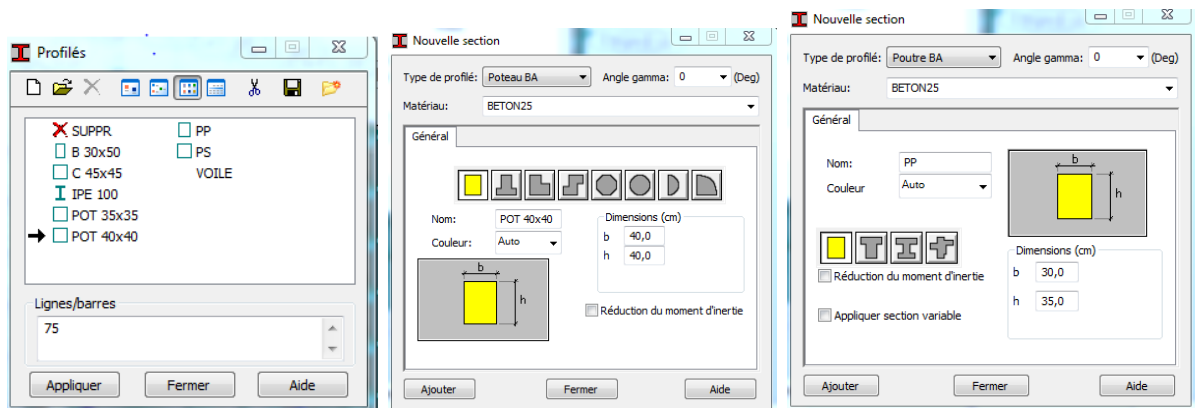 Profilés
SUPPR
B 30x50
C 45x45
IPE 100
POT 35x35
POT 40x40
PP
PS
VOILE
Lignes/barres
75
Appliquer
Fermer
Aide
Nouvelle section
Type de profilé: Poteau BA Angle gamma: 0 (Deg)
Matériau: BETON25
Général
Nom: POT 40x40
Couleur: Auto
Dimensions (cm)
b 40,0
h 40,0
b
h
Réduction du moment d'inertie
Ajouter
Fermer
Aide
Nouvelle section
Type de profilé: Poutre BA Angle gamma: 0 (Deg)
Matériau: BETON25
Général
Nom: PP
Couleur Auto
b
h
Réduction du moment d'inertie
Appliquer section variable
Dimensions (cm)
b 30,0
h 35,0
Ajouter
Fermer
Aide